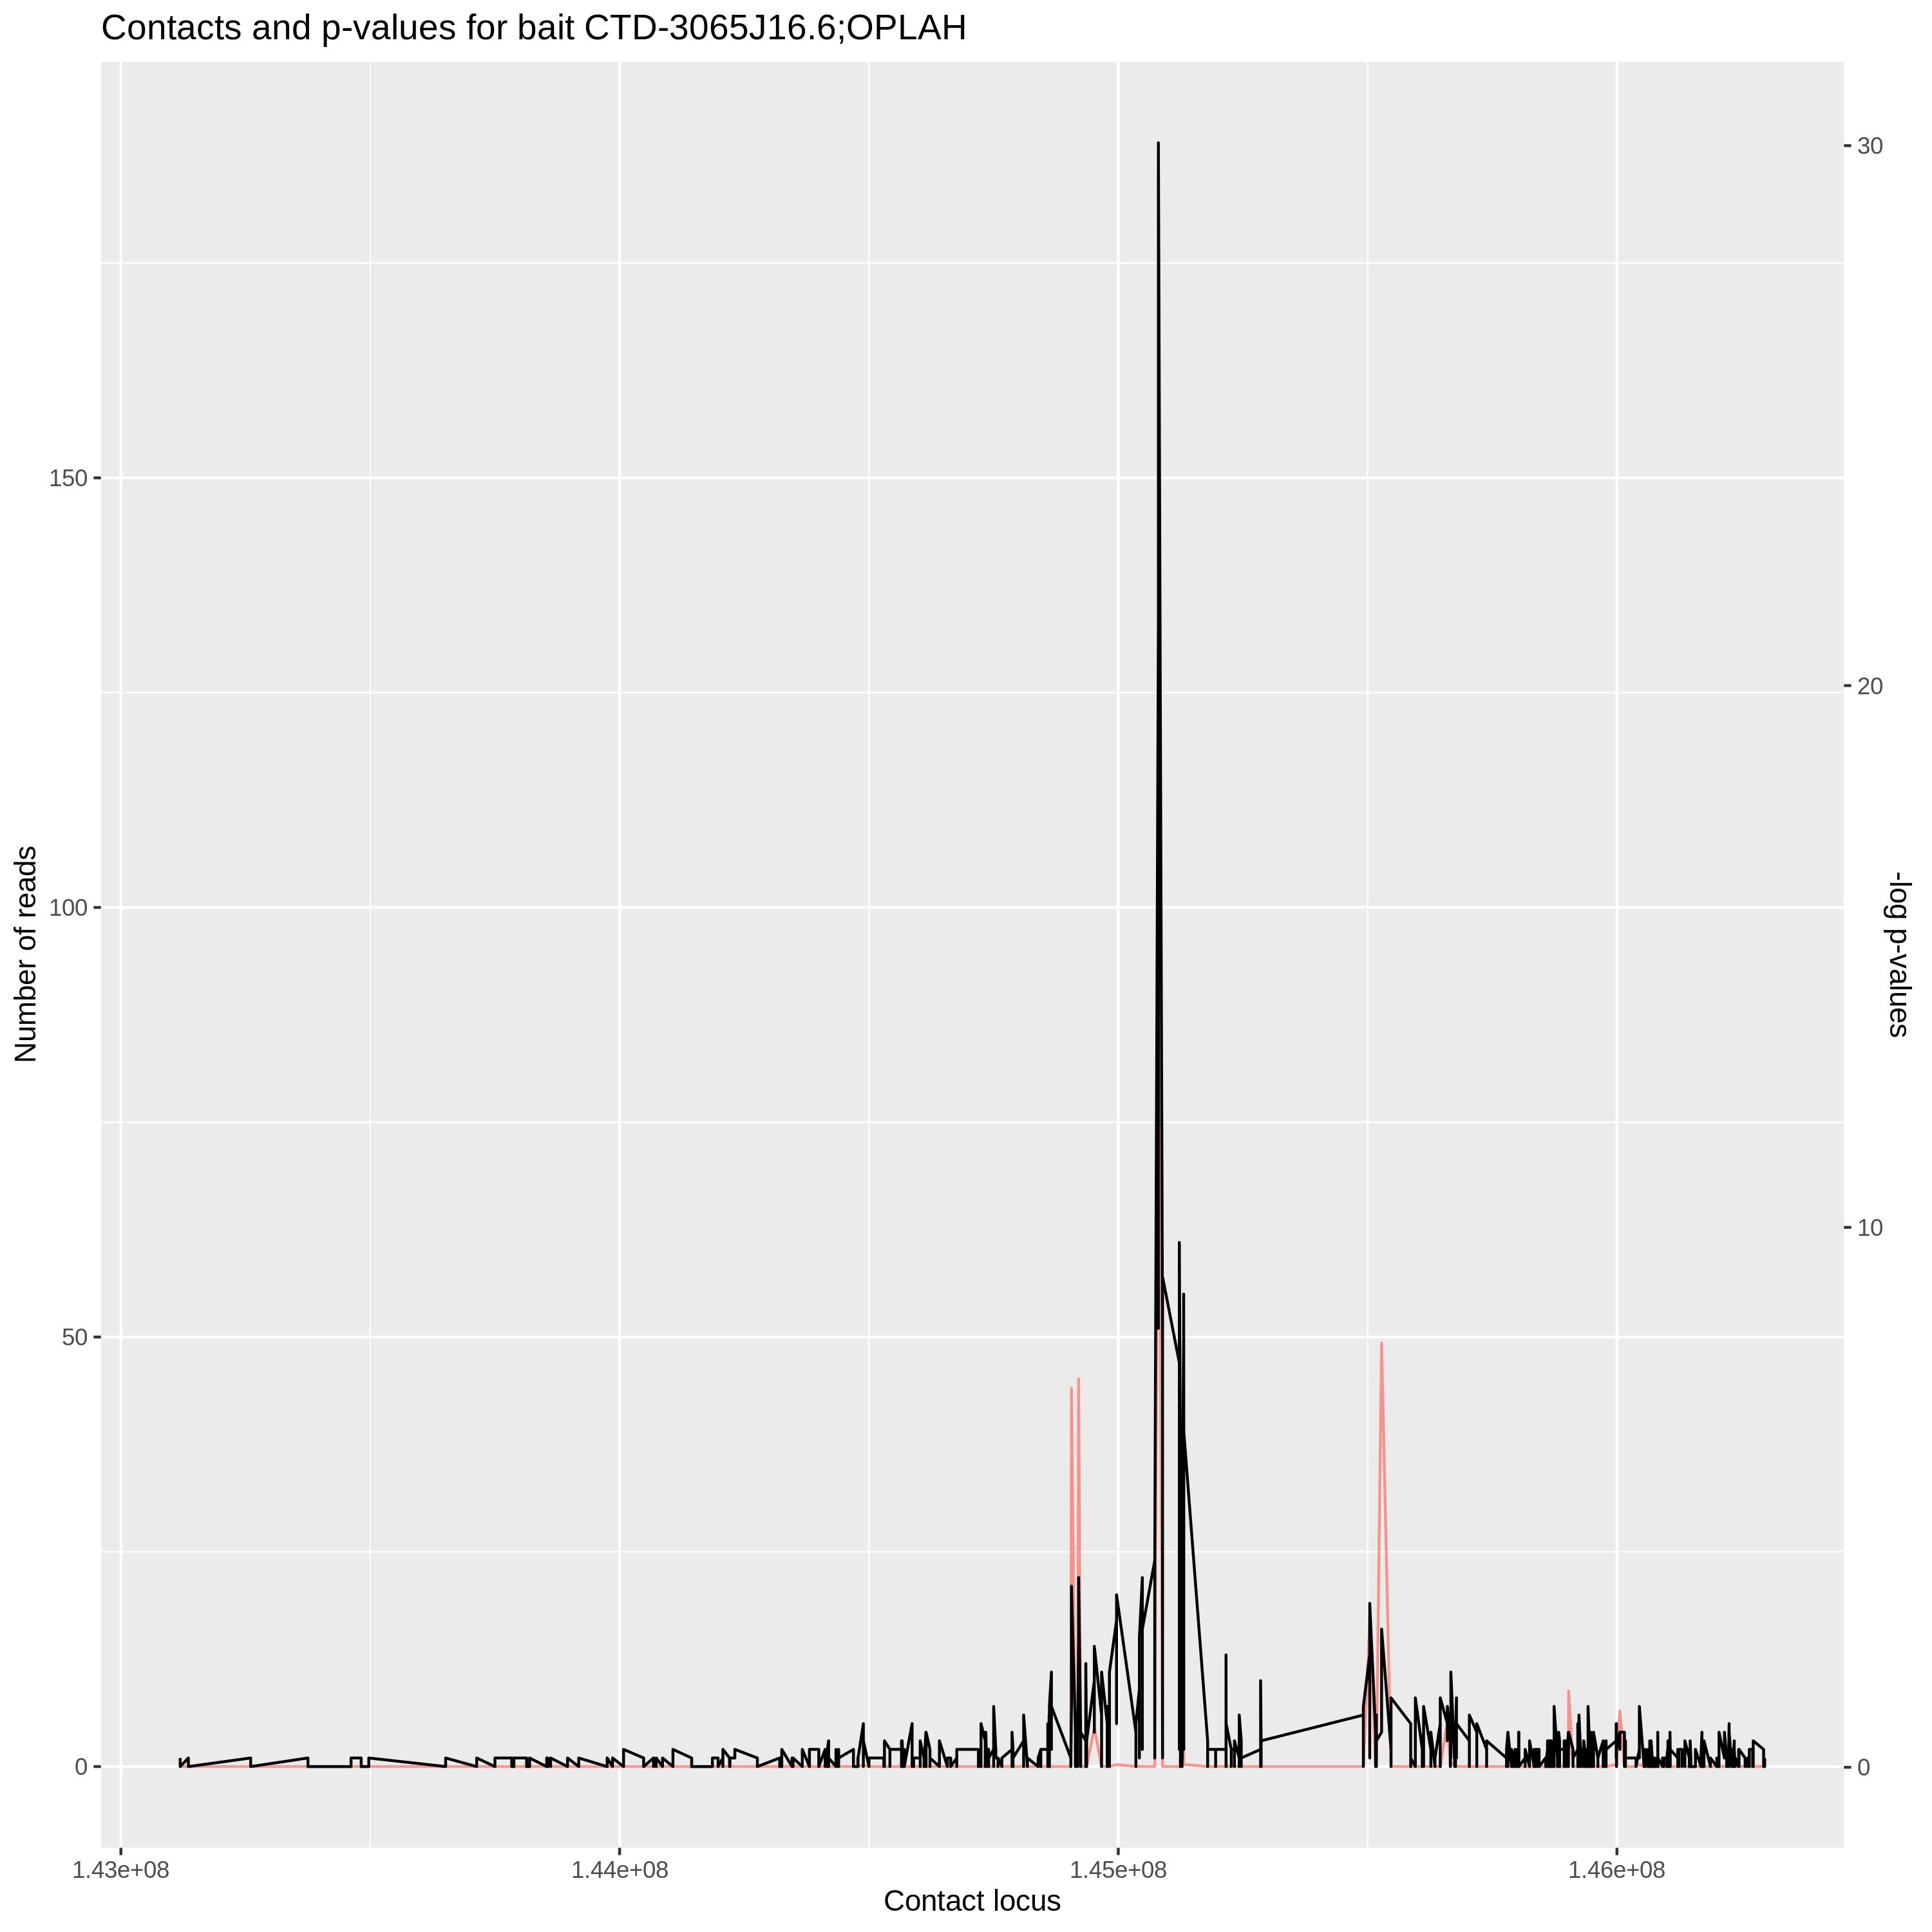 Contacts and p-values for bait CTD-3065J16.6;OPLAH
30
150
20
Number of reads
100
-log p-values
10
50
0
0
1.43e+08
1.44e+08
1.45e+08
1.46e+08
Contact locus